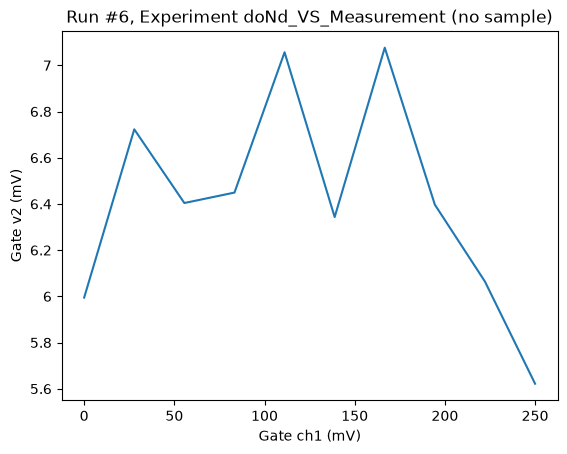 Run #6, Experiment doNd_VS_Measurement (no sample)
7
6.8
6.6
6.4
6.2
6
5.8
5.6
Gate v2 (mV)
0 50 100 150 200 250
Gate ch1 (mV)